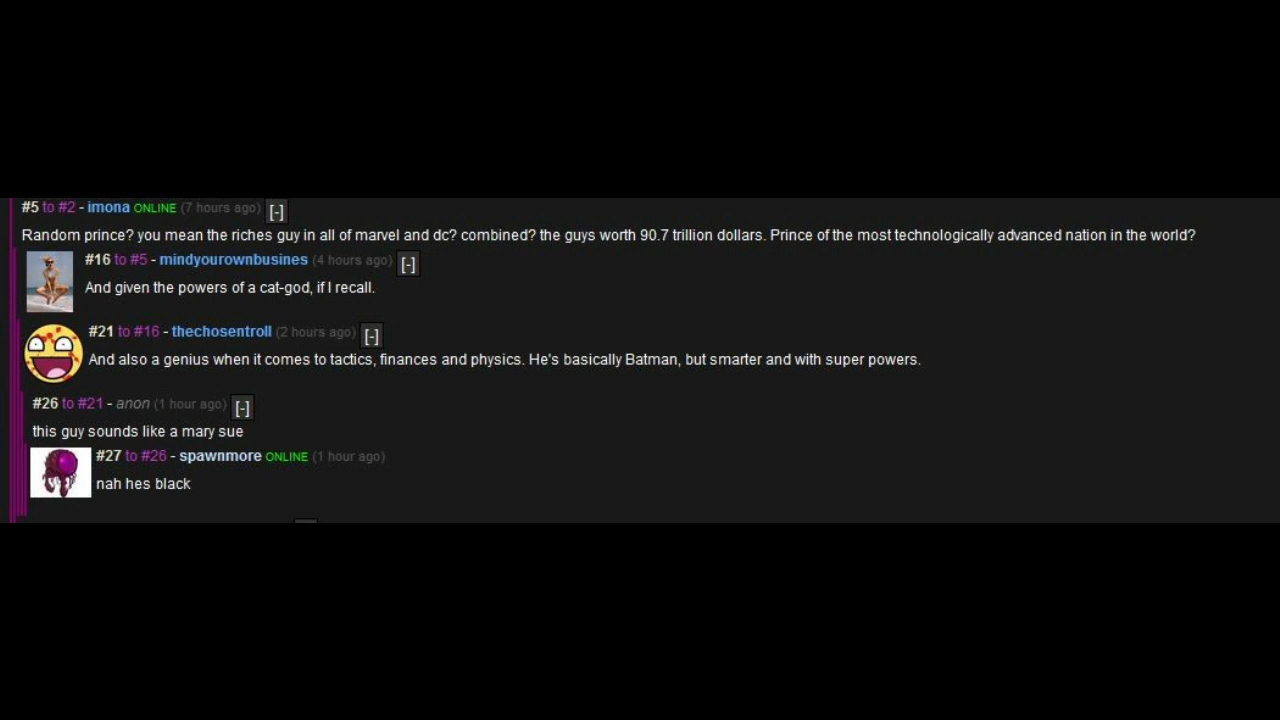 #5 to #2 - imona ONLINE (7 hours ago) [-]
Random prince? you mean the riches guy in all of marvel and dc? combined? the guys worth 90.7 trillion dollars. Prince of the most technologically advanced nation in the world?
#16 to #5 - mindyourownbusines (4 hours ago) [-]
And given the powers of a cat-god, if I recall.
#21 to #16 - thechosentroll (2 hours ago) [-]
And also a genius when it comes to tactics, finances and physics. He's basically Batman, but smarter and with super powers.
#26 to #21 - anon (1 hour ago) [-]
this guy sounds like a mary sue
#27 to #26 - spawnmore ONLINE (1 hour ago)
nah hes black